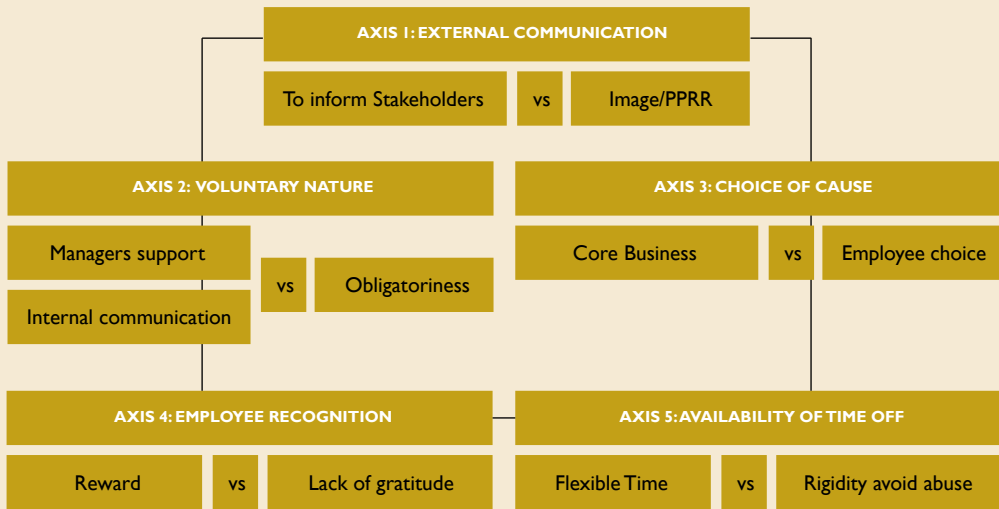 AXIS 1: EXTERNAL COMMUNICATION
To inform Stakeholders
vs
Image/PPRR
AXIS 2: VOLUNTARY NATURE
Managers support
Internal communication
vs
Obligatoriness
AXIS 3: CHOICE OF CAUSE
Core Business
vs
Employee choice
AXIS 4: EMPLOYEE RECOGNITION
Reward
vs
Lack of gratitude
AXIS 5: AVAILABILITY OF TIME OFF
Flexible Time
vs
Rigidity avoid abuse